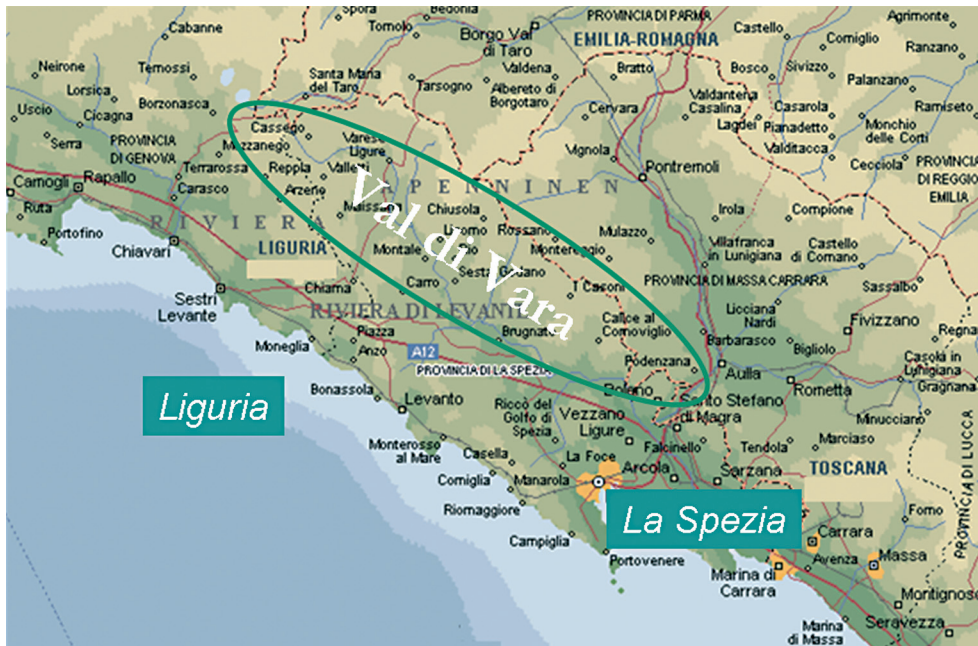 Spora
Bedonia
PROVINCIA DI PARMA
Agrimonte
Cabanne
Tornolo
Borgo Val
di Taro
EMILIA-ROMAGNA
Castello
Corniglio
Ranzano
Neirone
Temossi
Santa Maria
del Taro
Valdena
Bratto
Bosco
Sivizzo
Palanzano
Lorsica
Borzonasca
Tarsogno
Albereto di
Borgotaro
Valdantena
Casalina
Casarola
Ramiseto
Uscio
Cicagna
Cervara
Lagdei
Pianadetto
Monchio
delle Corti
Serra
PROVINCIA
DI GENOVA
Cassego
Mezzanego
Varese
Ligure
Vignola
Valditacca
Cecciola
PROVINCIA
DI REGGIO
EMILIA
Terrarossa
Reppia
Valletti
Pontremoli
Camogli
Rapallo
Carasco
Arzeno
APENNINEN
Ruta
Maissana
Chiusola
Irola
Compione
Portofino
RIVIERA
Val di Vara
Rossano
Mulazzo
Chiavari
LIGURIA
Montale
Montereggio
Villafranca
in Lunigiana
Castello
di Comano
Sesta Godano
PROVINCIA DI MASSA CARRARA
Chiama
Carro
I Casoni
Sassalbo
Sestri
Levante
RIVIERA DI LEVANTE
Calice al
Cornoviglio
Licciana
Nardi
Fivizzano
Piazza
Brugnato
Barbarasco
Moneglia
Anzo
A12
Podenzana
Bigliolo
Casola in
Lunigiana
PROVINCIA DI LA SPEZIA
Aulla
Gragnana
Bonassola
Bolano
Rometta
Liguria
Levanto
Riccò del
Golfo di
Spezia
Vezzano
Ligure
Santo Stefano
di Magra
Minucciano
Monterosso
al Mare
Casella
La Foce
Falcinello
Tendola
Marciaso
Corniglia
Manarola
Arcola
Sarzana
TOSCANA
PROVINCIA DI LUCCA
Riomaggiore
La Spezia
Forno
Campiglia
Carrara
Portovenere
Avenza
Massa
Marina di
Carrara
Montignoso
Marina
di Massa
Seravezza